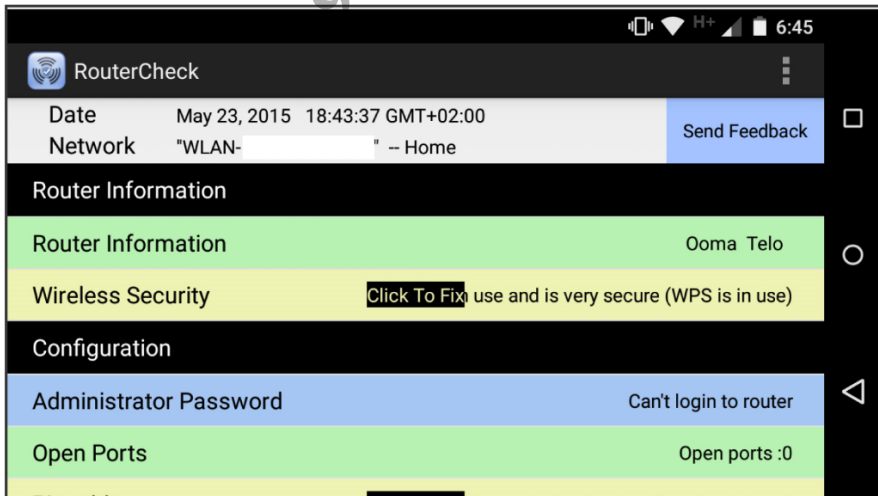 H+ 6:45
RouterCheck
Date May 23, 2015 18:43:37 GMT+02:00
Send Feedback
Network "WLAN- " -- Home
Router Information
Router Information Ooma Telo
Wireless Security Click To Fix use and is very secure (WPS is in use)
Configuration
Administrator Password Can't login to router
Open Ports Open ports :0